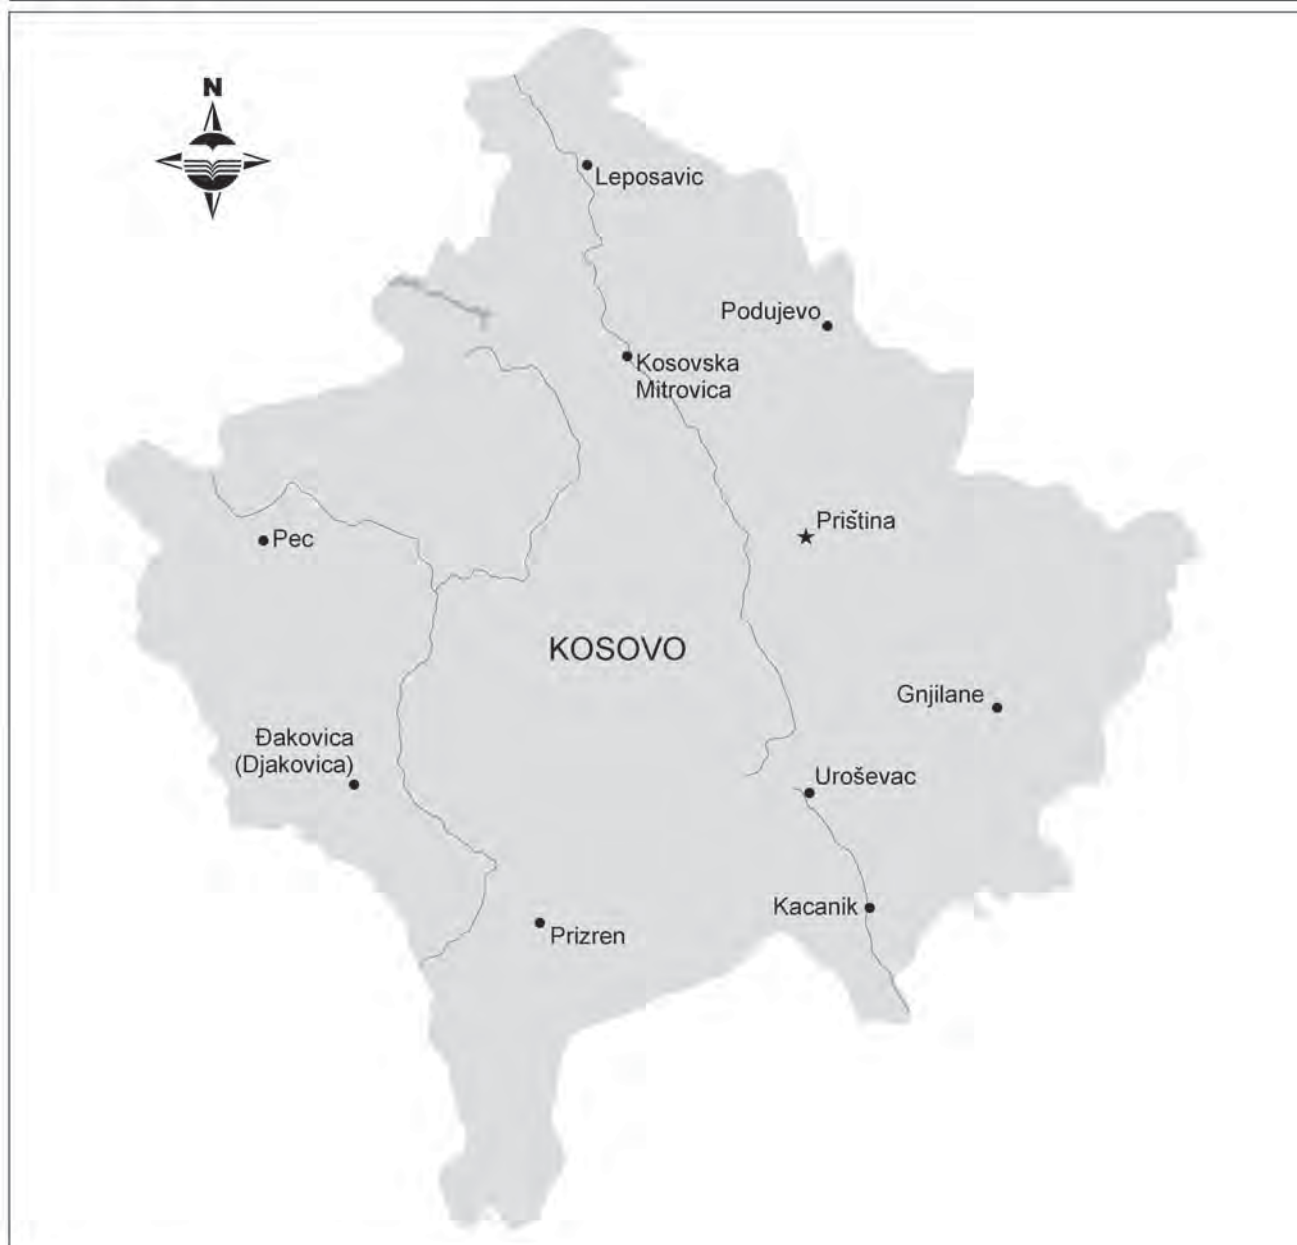 N
Leposavic
Podujevo
Kosovska
Mitrovica
Priština
Pec
KOSOVO
Gnjilane
Đakovica
(Djakovica)
Uroševac
Kacanik
Prizren